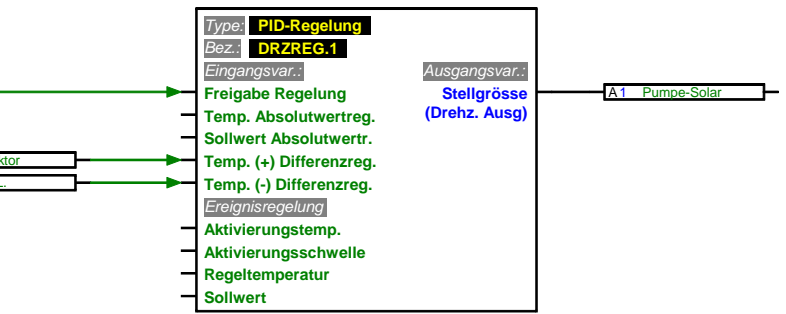 Type: PID-Regelung
Bez.: DRZREG.1
Eingangsvar.: Ausgangsvar.:
Freigabe Regelung Stellgrösse
A 1 Pumpe-Solar
Temp. Absolutwertreg. (Drehz. Ausg)
Sollwert Absolutwertr.
ktor Temp. (+) Differenzreg.
Temp. (-) Differenzreg.
Ereignisregelung
Aktivierungstemp.
Aktivierungsschwelle
Regeltemperatur
Sollwert